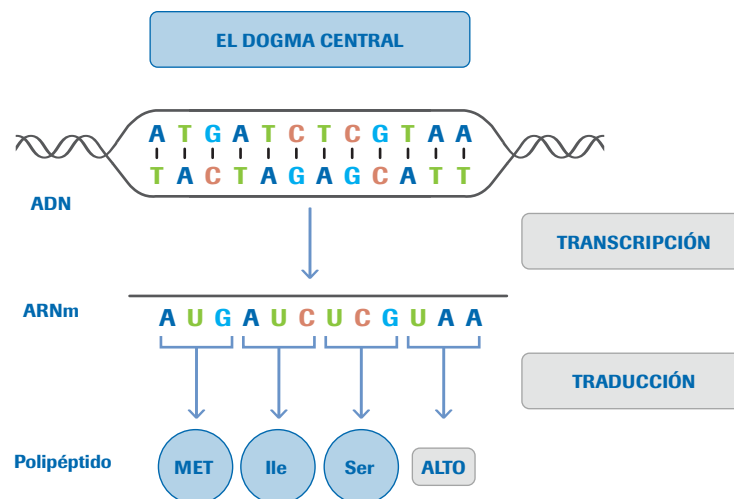 EL DOGMA CENTRAL
A T G A T C T C G T A A
T A C T A G A G C A T T
ADN
TRANSCRIPCIÓN
ARNm
A U G A U C U C G U A A
TRADUCCIÓN
Polipéptido MET Ile Ser ALTO